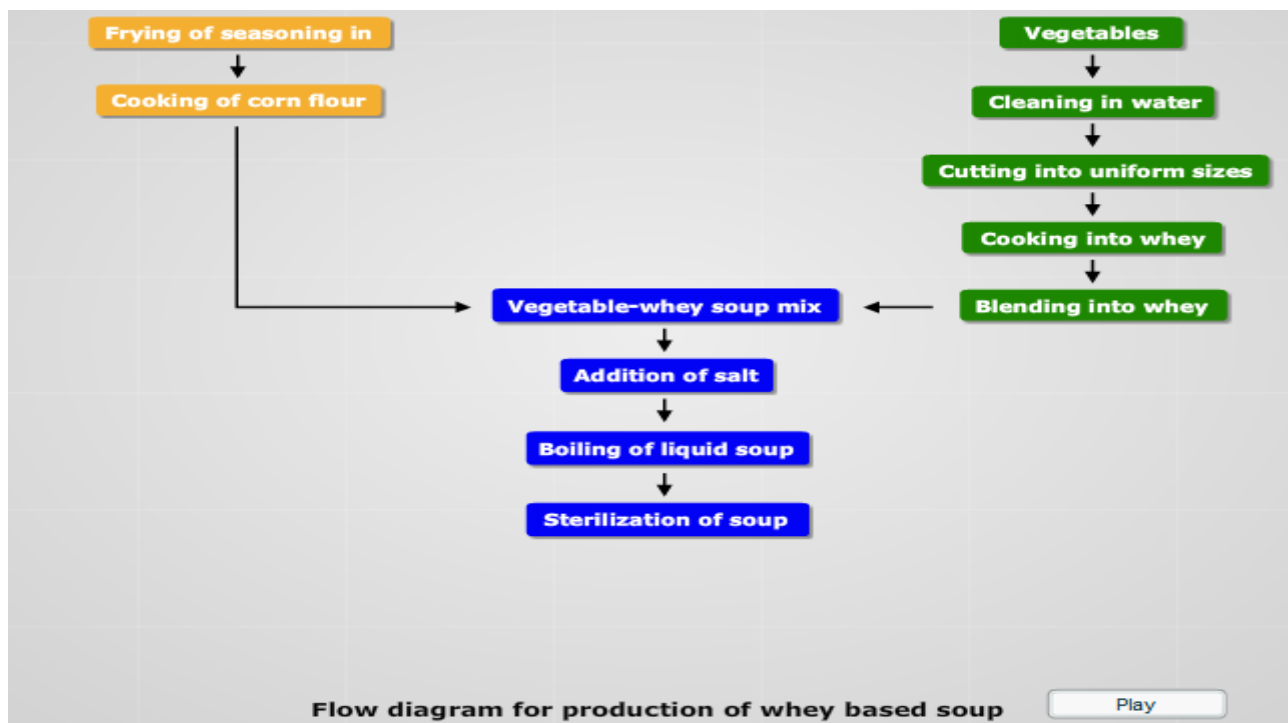 Frying of seasoning in
Cooking of corn flour
Vegetables
Cleaning in water
Cutting into uniform sizes
Cooking into whey
Blending into whey
Vegetable-whey soup mix
Addition of salt
Boiling of liquid soup
Sterilization of soup
Flow diagram for production of whey based soup
Play